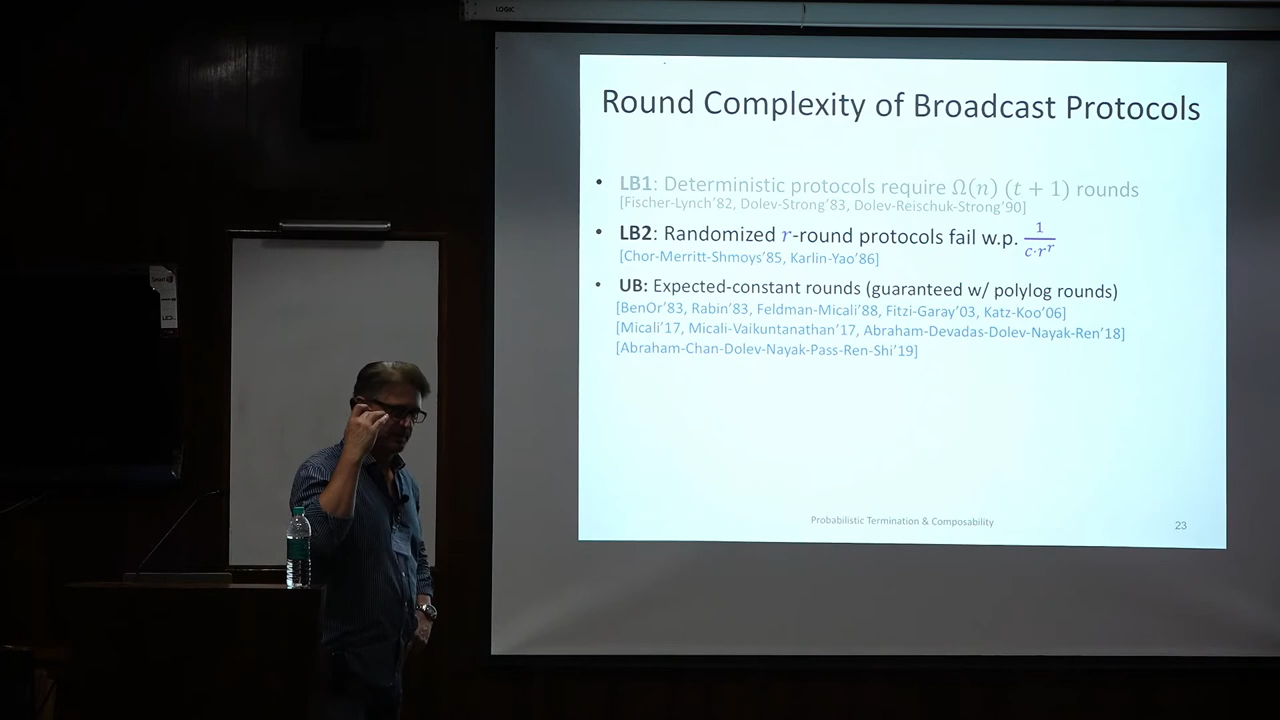 LOGIC
Round Complexity of Broadcast Protocols
• LB1: Deterministic protocols require Ω(n) (t + 1) rounds
[Fischer-Lynch'82, Dolev-Strong'83, Dolev-Reischuk-Strong'90]
• LB2: Randomized r-round protocols fail w.p. 1/(c·r^r)
[Chor-Merritt-Shmoys'85, Karlin-Yao'86]
• UB: Expected-constant rounds (guaranteed w/ polylog rounds)
[BenOr'83, Rabin'83, Feldman-Micali'88, Fitzi-Garay'03, Katz-Koo'06]
[Micali'17, Micali-Vaikuntanathan'17, Abraham-Devadas-Dolev-Nayak-Ren'18]
[Abraham-Chan-Dolev-Nayak-Pass-Ren-Shi'19]
Probabilistic Termination & Composability
23